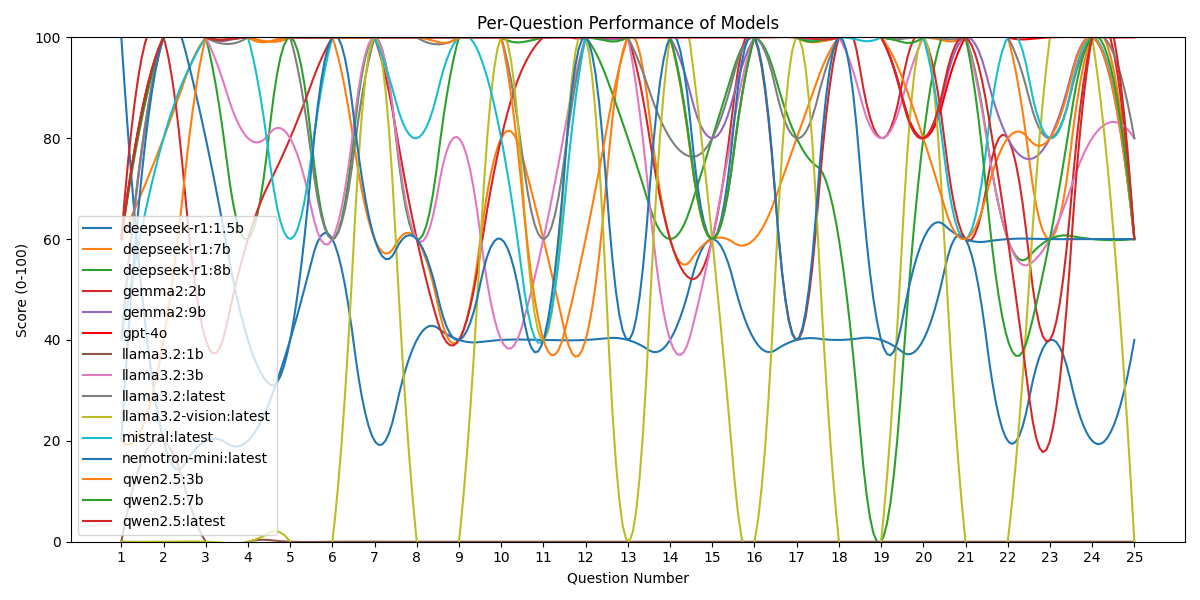 Per-Question Performance of Models
Score (0-100)
100
80
60
40
20
0
deepseek-r1:1.5b
deepseek-r1:7b
deepseek-r1:8b
gemma2:2b
gemma2:9b
gpt-4o
llama3.2:1b
llama3.2:3b
llama3.2:latest
llama3.2-vision:latest
mistral:latest
nemotron-mini:latest
qwen2.5:3b
qwen2.5:7b
qwen2.5:latest
1 2 3 4 5 6 7 8 9 10 11 12 13 14 15 16 17 18 19 20 21 22 23 24 25
Question Number